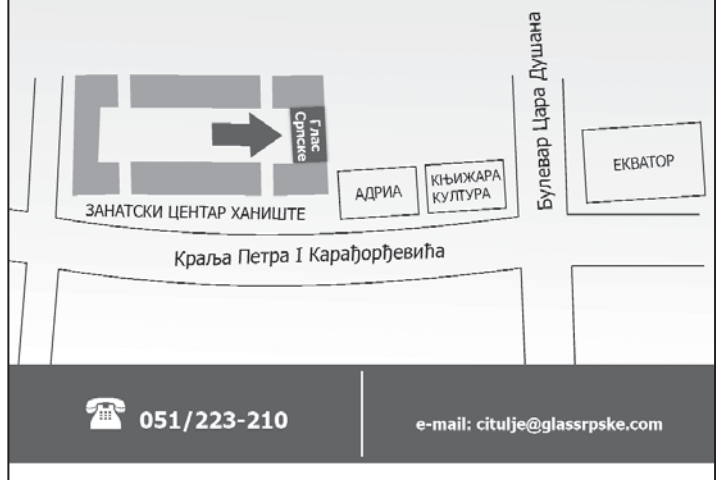 Булевар Цара Душана
Глас
Српске
ЕКВАТОР
АДРИА
КЊИЖАРА
КУЛТУРА
ЗАНАТСКИ ЦЕНТАР ХАНИШТЕ
Краља Петра I Карађорђевића
051/223-210
e-mail: citulje@glassrpske.com